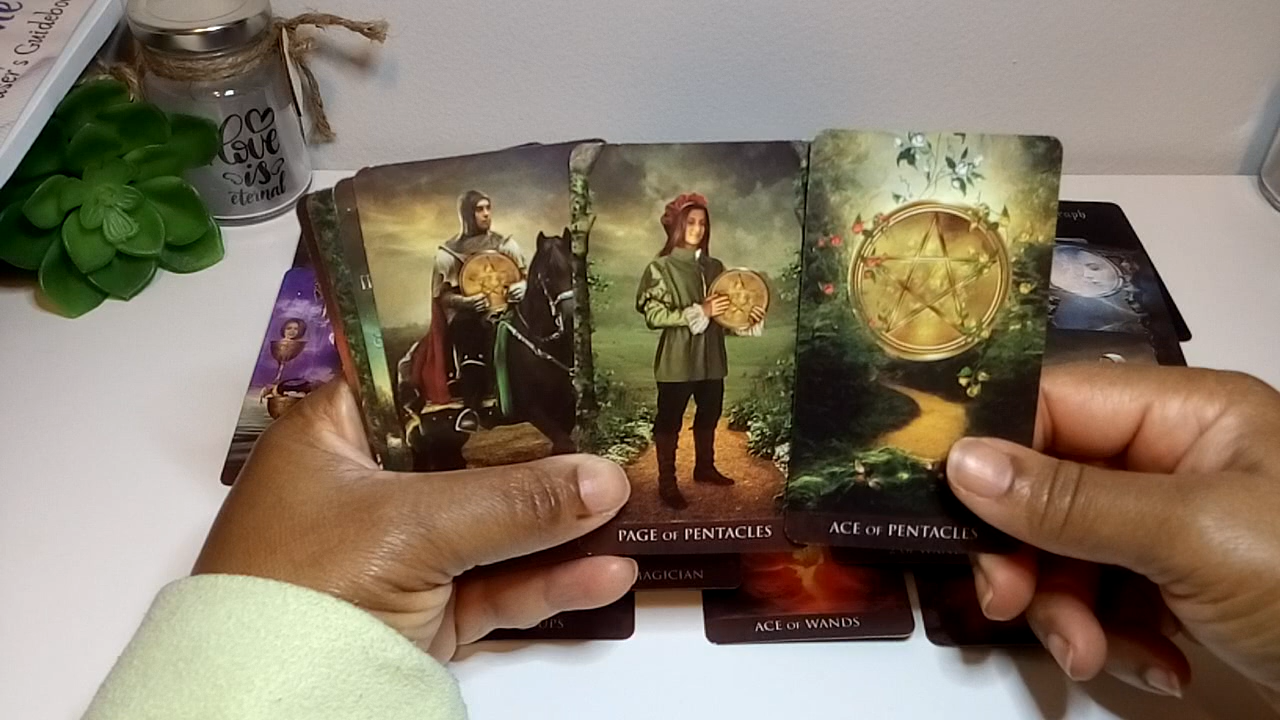 love
is
eternal
PAGE OF PENTACLES
ACE OF PENTACLES
MAGICIAN
ACE OF WANDS